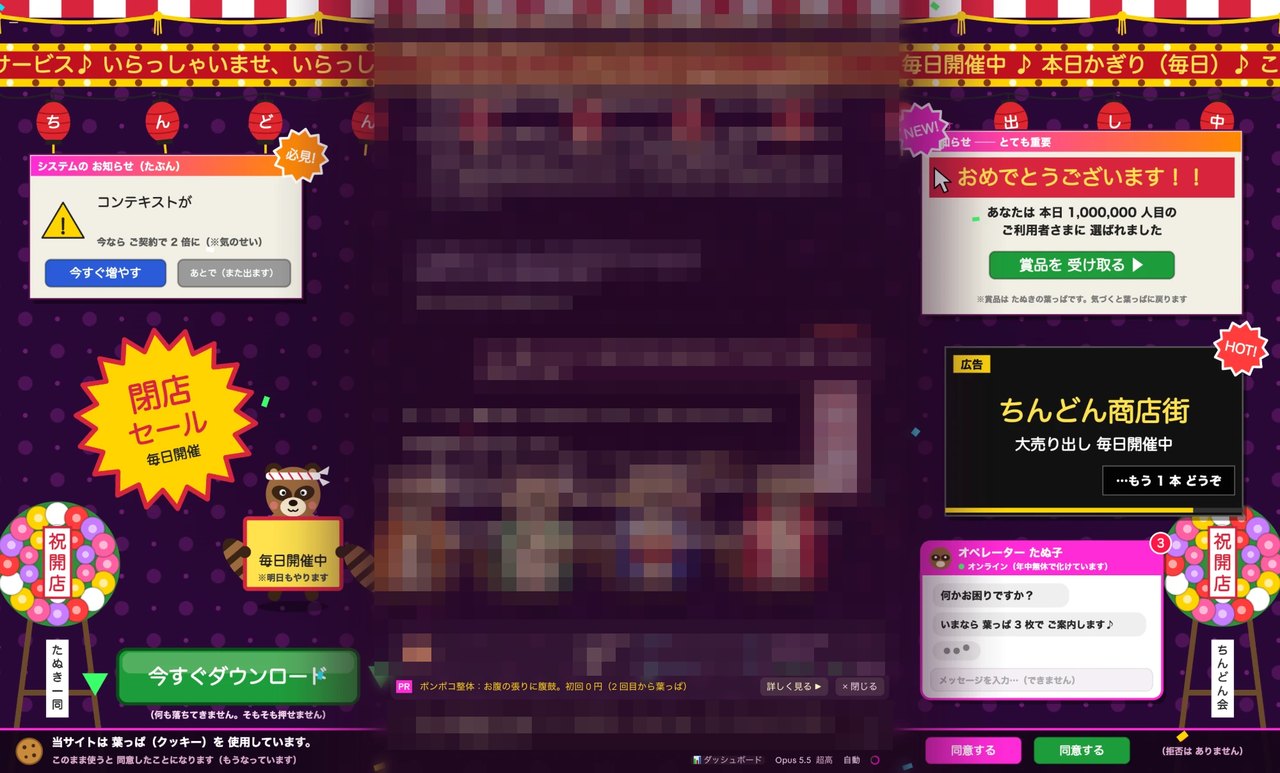 サービス♪ いらっしゃいませ、いらっし
毎日開催中 ♪ 本日かぎり（毎日）♪ こ
ち
ん
ど
ん
出
し
中
システムの お知らせ（たぶん）
必見!
コンテキストが
今なら ご契約で 2 倍に（※気のせい）
今すぐ増やす
あとで（また出ます）
閉店
セール
毎日開催
毎日開催中
※明日もやります
祝開店
たぬき一同
今すぐダウンロード
（何も落ちてきません。そもそも押せません）
当サイトは 葉っぱ（クッキー）を 使用しています。
このまま使うと 同意したことになります（もうなっています）
PR
ポンポコ整体：お腹の張りに腹鼓。初回０円（２回目から葉っぱ）
詳しく見る ▶
× 閉じる
ダッシュボード
Opus 5.5 超高
自動
NEW!
らせ —— とても重要
おめでとうございます！！
あなたは 本日 1,000,000 人目の
ご利用者さまに 選ばれました
賞品を 受け取る ▶
※賞品は たぬきの葉っぱです。気づくと葉っぱに戻ります
HOT!
広告
ちんどん商店街
大売り出し 毎日開催中
…もう 1 本 どうぞ
オペレーター たぬ子
オンライン（年中無休で化けています）
3
何かお困りですか？
いまなら 葉っぱ 3 枚で ご案内します♪
メッセージを入力…（できません）
祝開店
ちんどん会
同意する
同意する
（拒否は ありません）